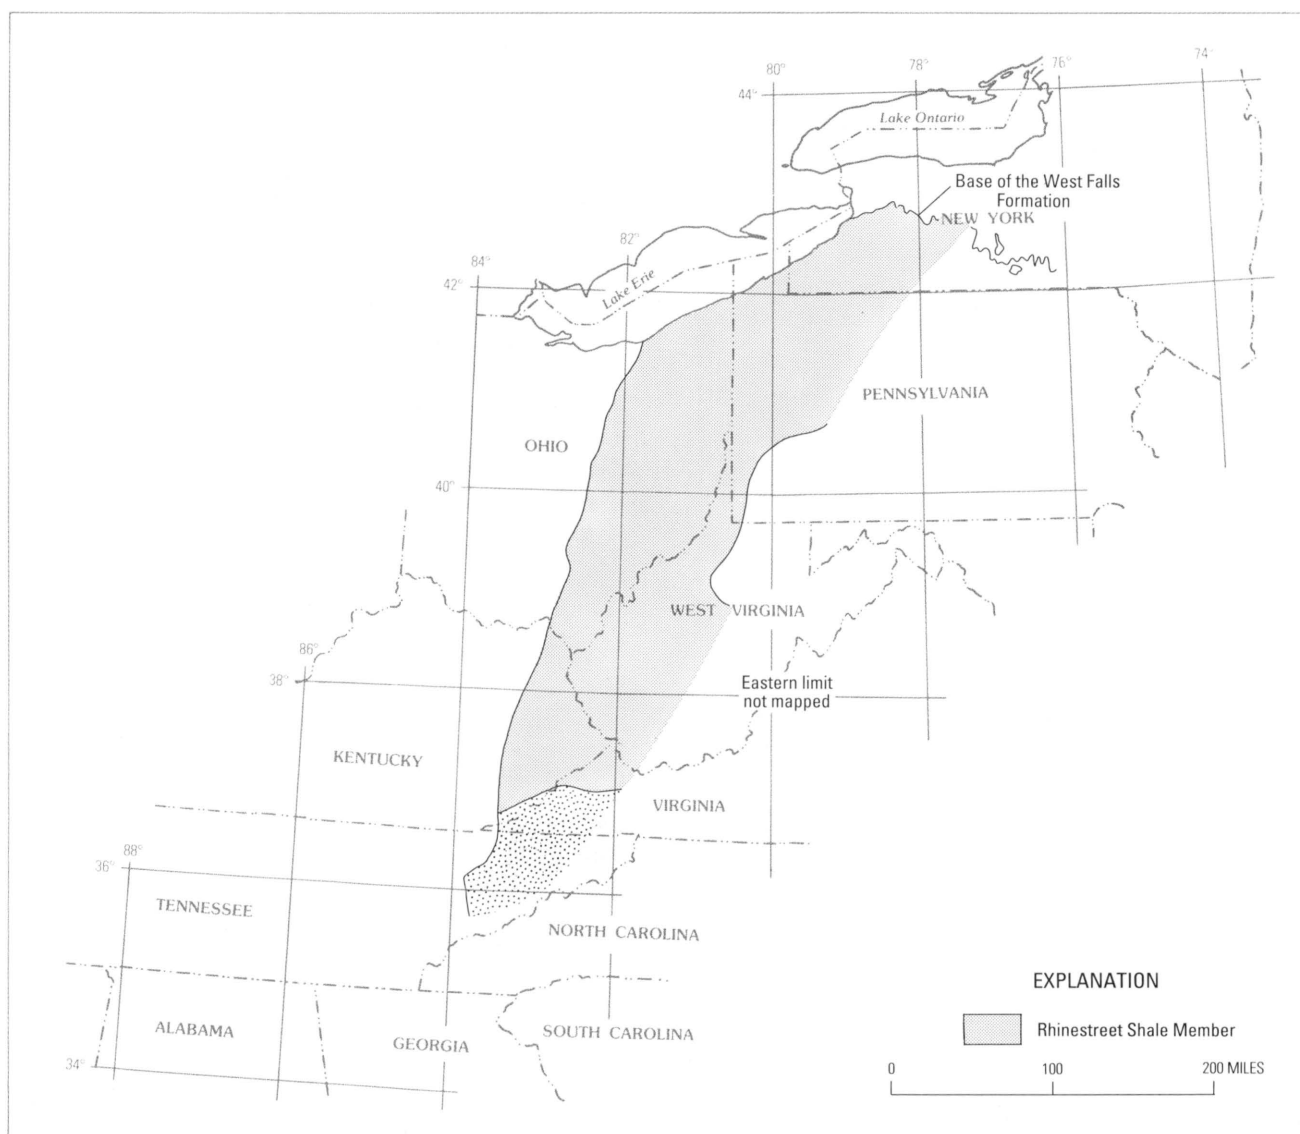 80°
78°
76°
74°
44°
Lake Ontario
Base of the West Falls
Formation
NEW YORK
82°
84°
42°
Lake Erie
PENNSYLVANIA
OHIO
40°
WEST VIRGINIA
86°
38°
Eastern limit
not mapped
KENTUCKY
VIRGINIA
88°
36°
TENNESSEE
NORTH CAROLINA
EXPLANATION
ALABAMA
GEORGIA
SOUTH CAROLINA
Rhinestreet Shale Member
34°
0 100 200 MILES